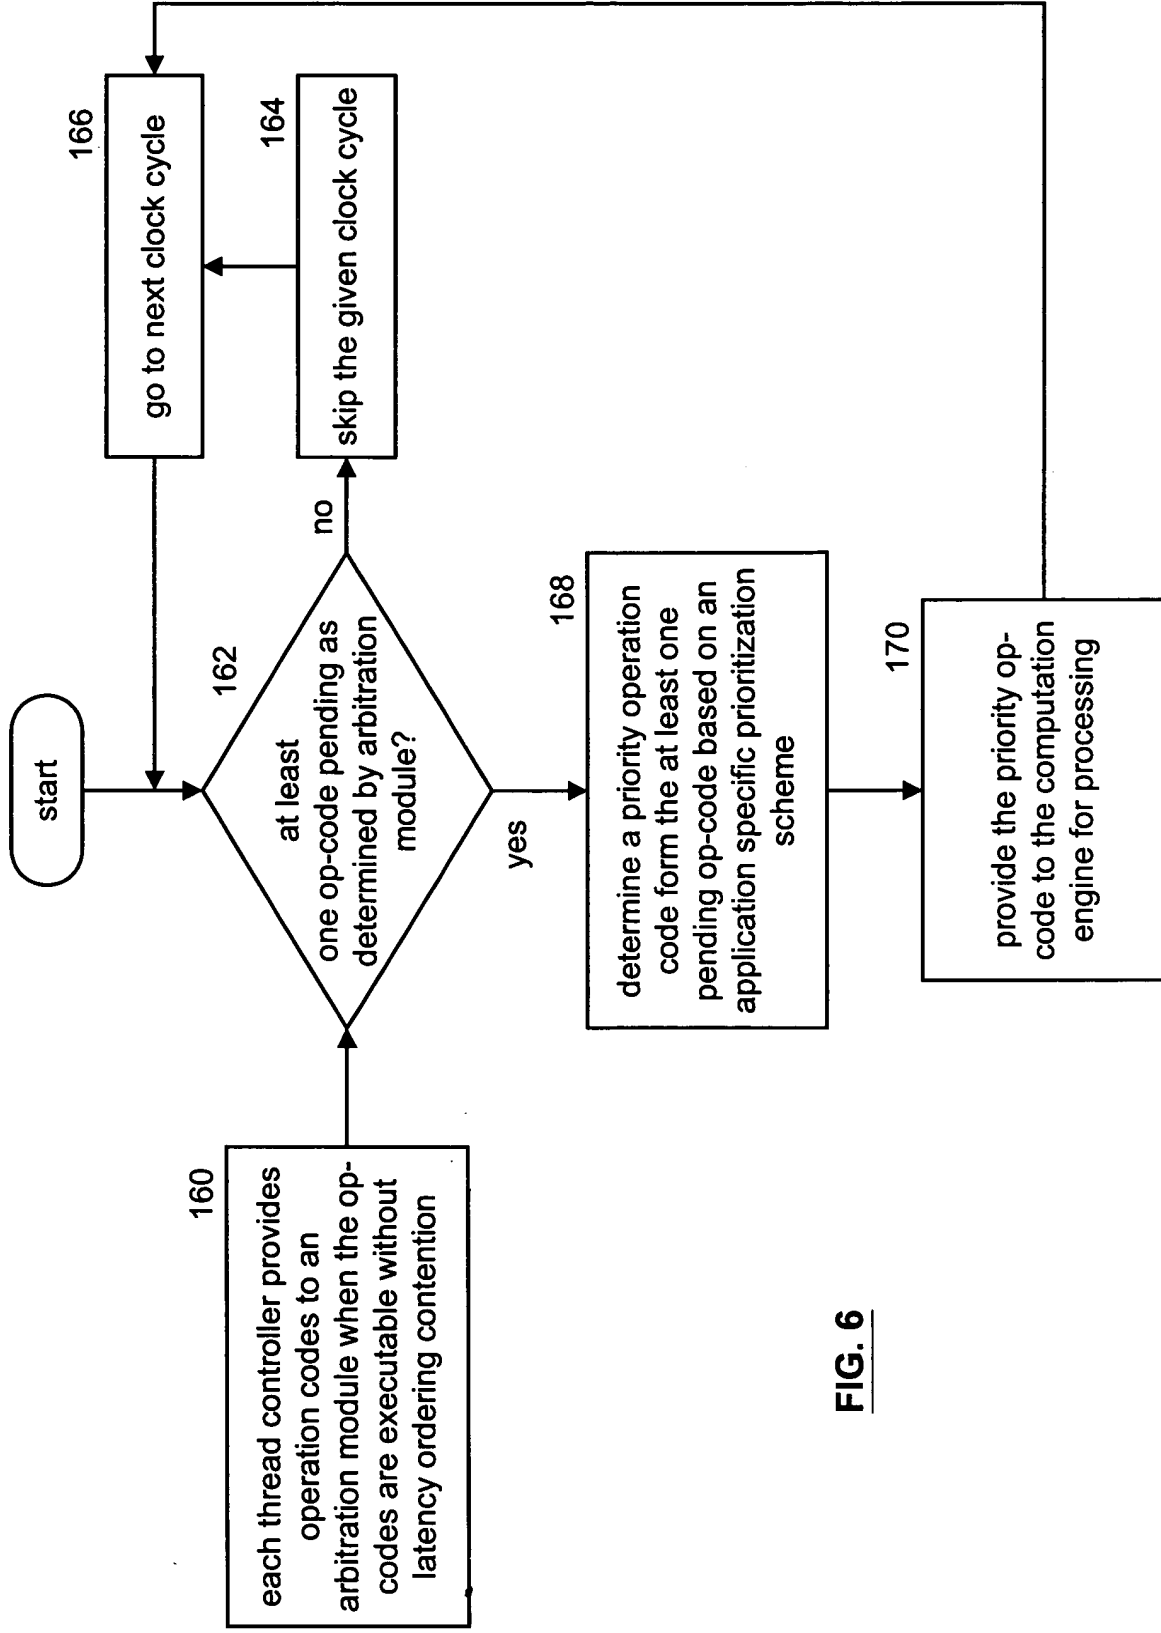 start
166
go to next clock cycle
164
skip the given clock cycle
162
at least
one op-code pending as
determined by arbitration
module?
no
yes
160
each thread controller provides
operation codes to an
arbitration module when the op-
codes are executable without
latency ordering contention
168
determine a priority operation
code form the at least one
pending op-code based on an
application specific prioritization
scheme
170
provide the priority op-
code to the computation
engine for processing
FIG. 6